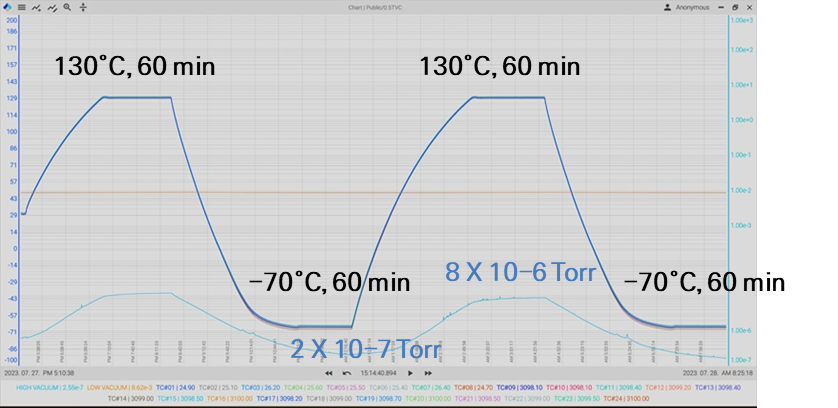 Chart | Public/0.STVC
Anonymous
200
186
171
157
143
129
114
100
86
71
57
43
29
14
0
-14
-29
-43
-57
-71
-86
-100
1.00e+3
1.00e+2
1.00e+1
1.00e+0
1.00e-1
1.00e-2
1.00e-3
1.00e-6
1.00e-7
130°C, 60 min
130°C, 60 min
-70°C, 60 min
8 X 10-6 Torr
-70°C, 60 min
2 X 10-7 Torr
2023. 07. 27. PM 5:10:38
15:14:40.894
2023. 07. 28. AM 8:25:18
HIGH VACUUM | 2.55e-7 LOW VACUUM | 8.62e-3 TC#01 | 24.90 TC#02 | 25.10 TC#03 | 26.20 TC#04 | 25.60 TC#05 | 25.50 TC#06 | 25.40 TC#07 | 26.40 TC#08 | 24.70 TC#09 | 3098.10 TC#10 | 3098.10 TC#11 | 3098.40 TC#12 | 3099.20 TC#13 | 3098.40
TC#14 | 3099.00 TC#15 | 3098.50 TC#16 | 3100.00 TC#17 | 3098.20 TC#18 | 3099.00 TC#19 | 3098.70 TC#20 | 3100.00 TC#21 | 3098.50 TC#22 | 3099.00 TC#23 | 3099.50 TC#24 | 3100.00